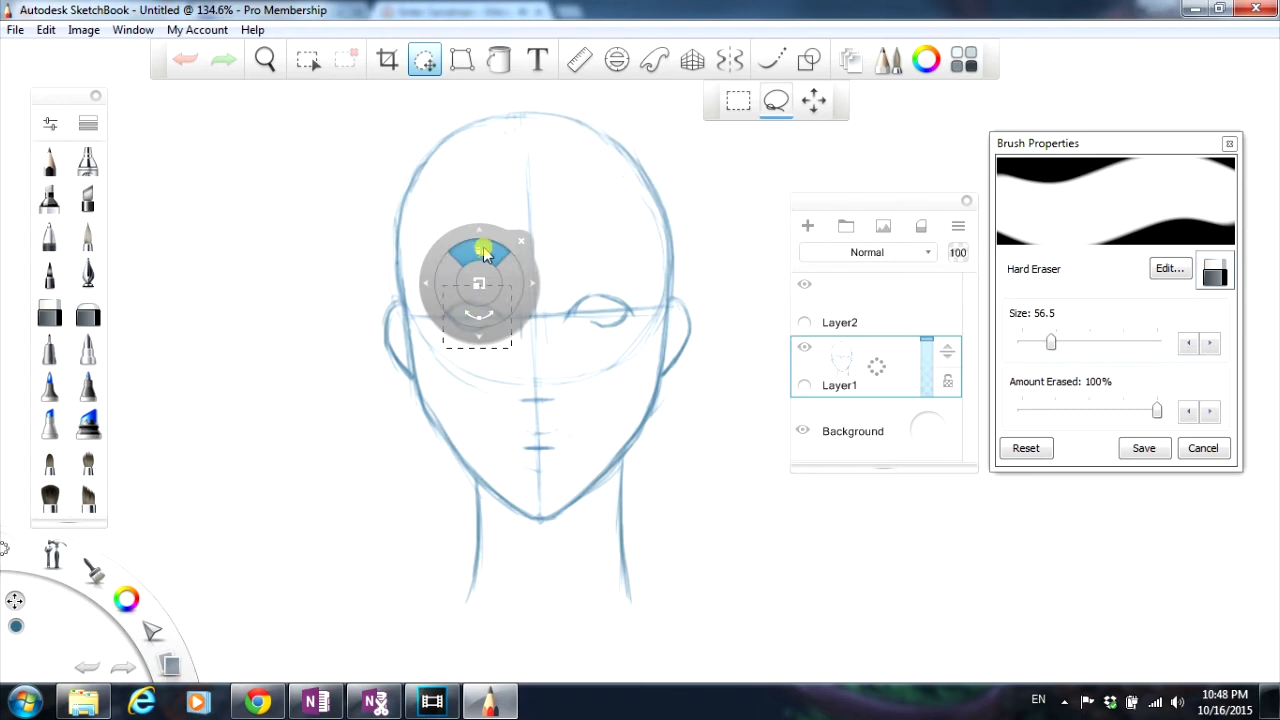 Autodesk SketchBook - Untitled @ 134.6% - Pro Membership
File Edit Image Window My Account Help
T
Brush Properties
Normal
100
Hard Eraser
Edit...
Size: 56.5
Layer2
Amount Erased: 100%
Layer1
Background
Reset Save Cancel
EN
10:48 PM
10/16/2015